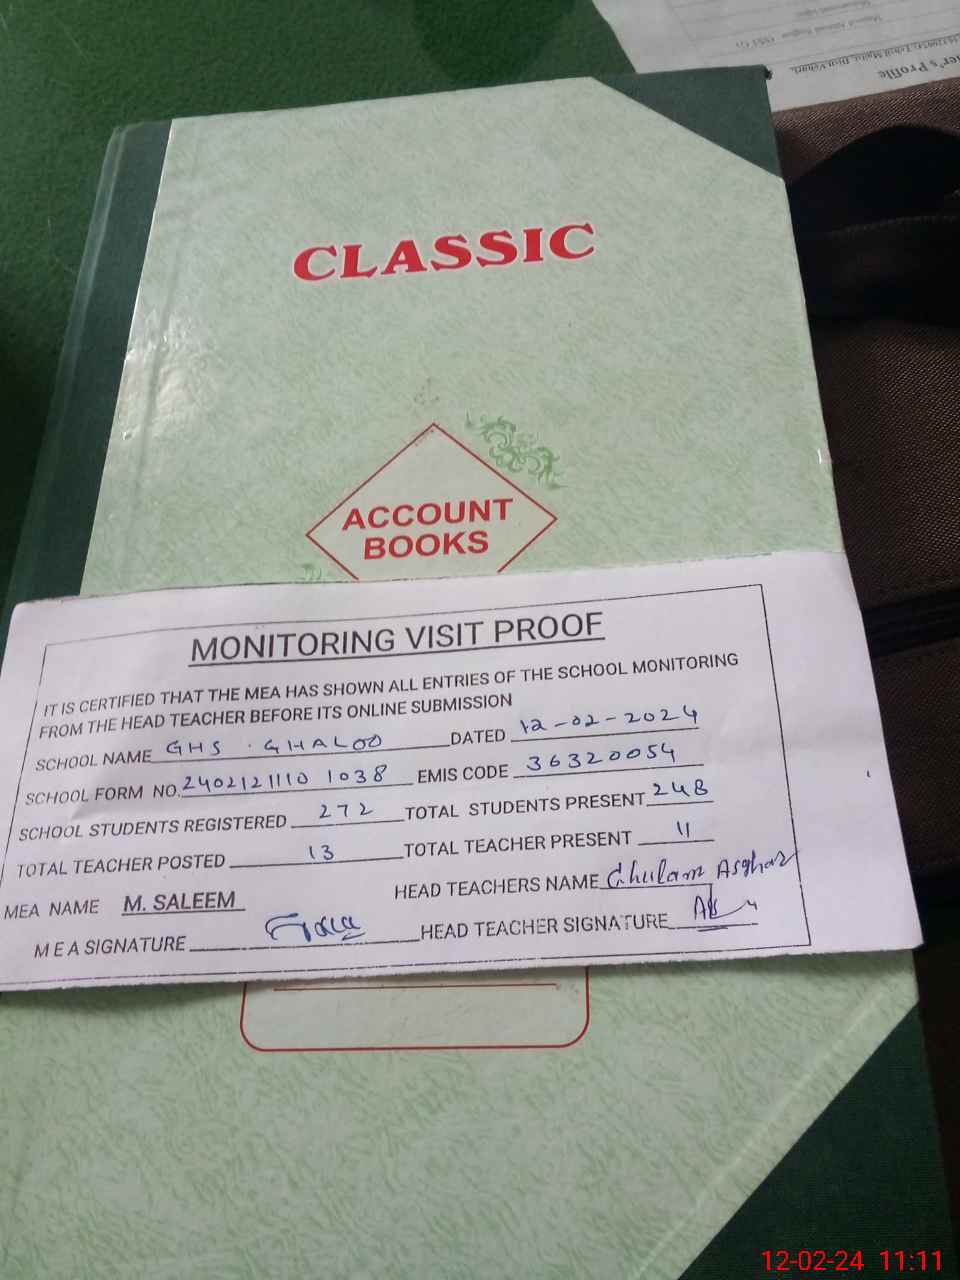 her's Profile
CLASSIC
ACCOUNT
BOOKS
MONITORING VISIT PROOF
IT IS CERTIFIED THAT THE MEA HAS SHOWN ALL ENTRIES OF THE SCHOOL MONITORING
FROM THE HEAD TEACHER BEFORE ITS ONLINE SUBMISSION
SCHOOL NAME GHS . GHALOO DATED 12-02-2024
SCHOOL FORM NO. 2402121110 1038 EMIS CODE 36320054
SCHOOL STUDENTS REGISTERED 272 TOTAL STUDENTS PRESENT 248
TOTAL TEACHER POSTED 13 TOTAL TEACHER PRESENT 11
MEA NAME M. SALEEM HEAD TEACHERS NAME Ghulam Asghar
M E A SIGNATURE HEAD TEACHER SIGNATURE
12-02-24 11:11